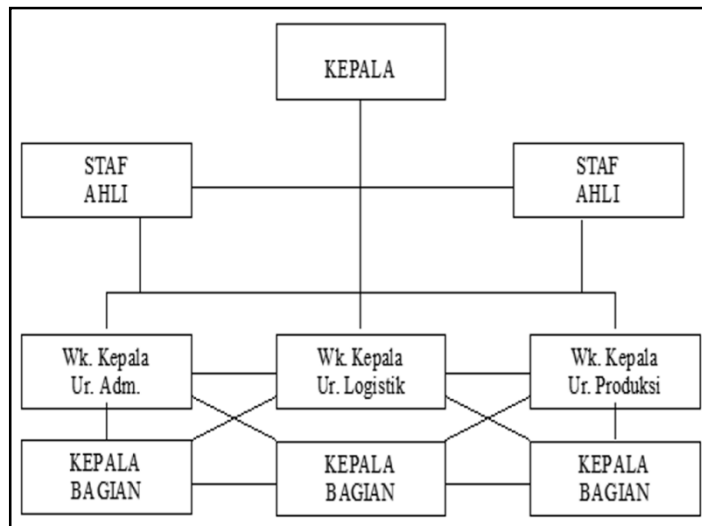 KEPALA
STAF
AHLI
STAF
AHLI
Wk. Kepala
Ur. Adm.
Wk. Kepala
Ur. Logistik
Wk. Kepala
Ur. Produksi
KEPALA
BAGIAN
KEPALA
BAGIAN
KEPALA
BAGIAN